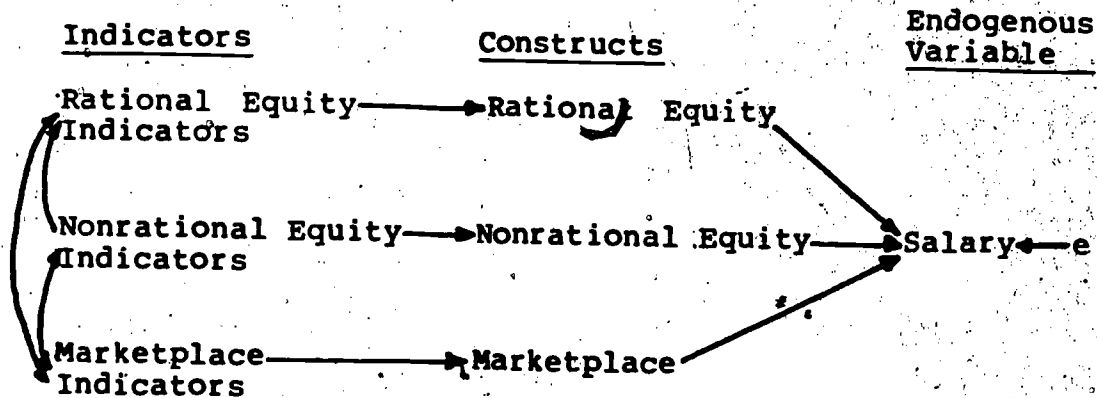 Indicators
Constructs
Endogenous
Variable
Rational Equity
Indicators
Rational Equity
Nonrational Equity
Indicators
Nonrational Equity
Salary
e
Marketplace
Indicators
Marketplace